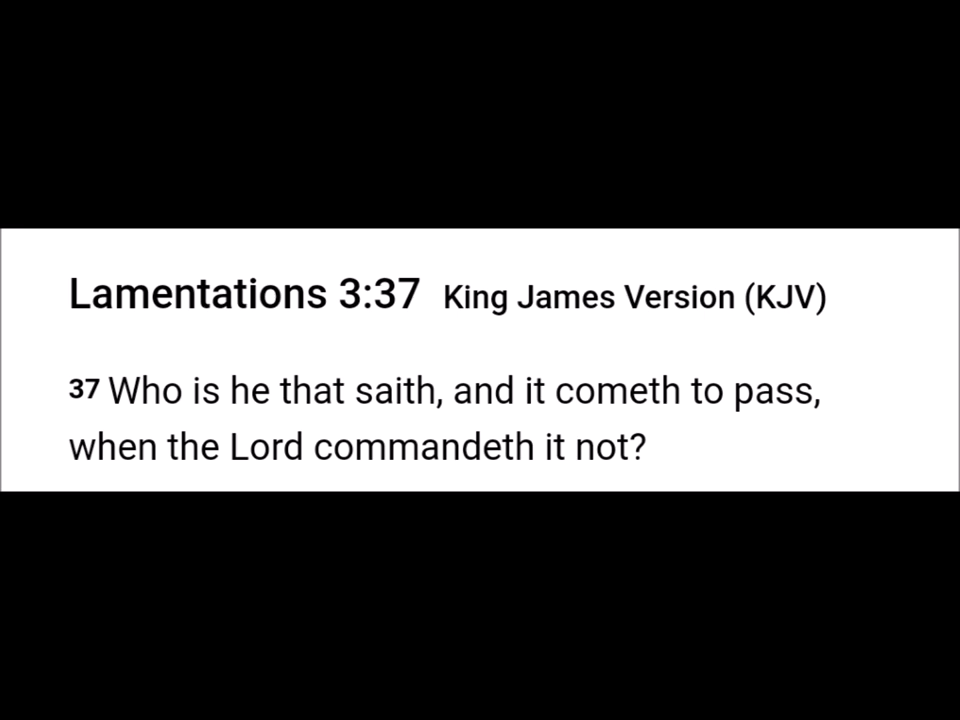 Lamentations 3:37 King James Version (KJV)
37 Who is he that saith, and it cometh to pass,
when the Lord commandeth it not?